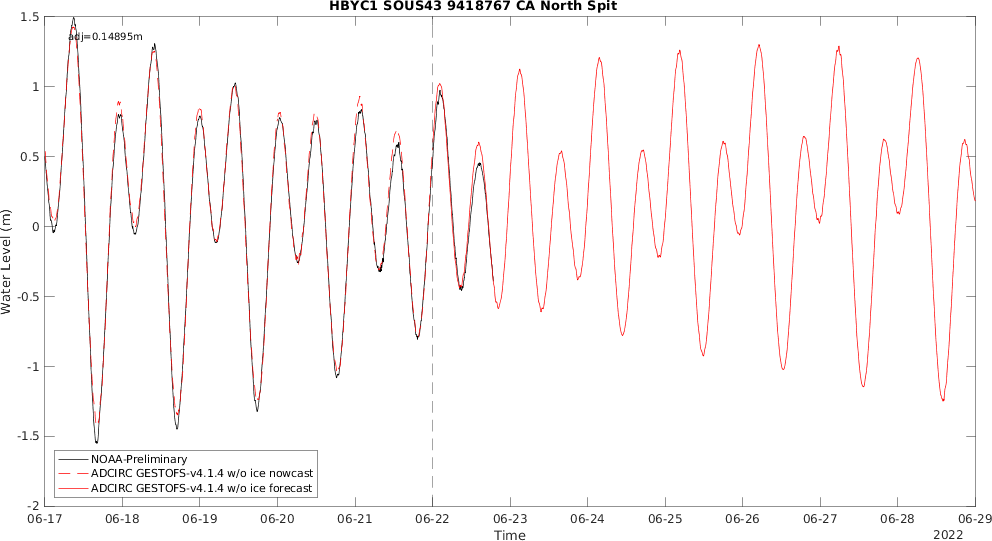 HBYC1 SOUS43 9418767 CA North Spit
adj=0.14895m
Water Level (m)
1.5
1
0.5
0
-0.5
-1
-1.5
-2
NOAA-Preliminary
ADCIRC GESTOFS-v4.1.4 w/o ice nowcast
ADCIRC GESTOFS-v4.1.4 w/o ice forecast
06-17 06-18 06-19 06-20 06-21 06-22 06-23 06-24 06-25 06-26 06-27 06-28 06-29
Time
2022